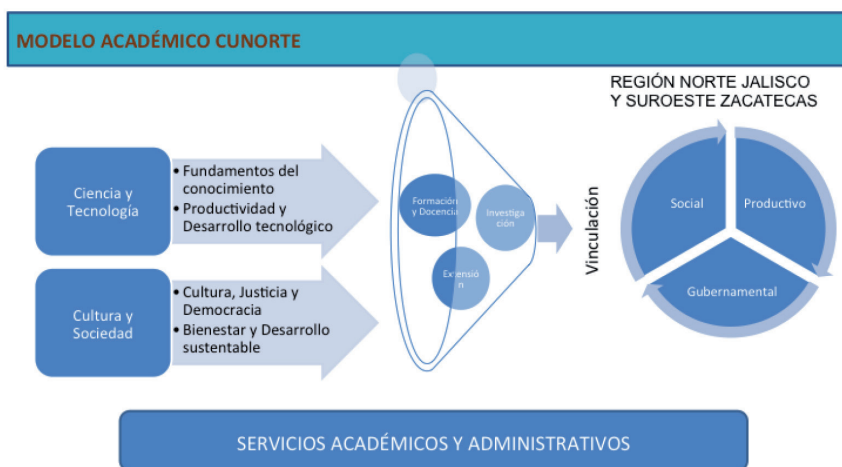 MODELO ACADÉMICO CUNORTE
REGIÓN NORTE JALISCO
Y SUROESTE ZACATECAS
Ciencia y
Tecnología
• Fundamentos del
conocimiento
• Productividad y
Desarrollo tecnológico
Cultura y
Sociedad
• Cultura, Justicia y
Democracia
• Bienestar y Desarrollo
sustentable
Formación
y Docencia
Investiga
ción
Extensió
n
Vinculación
Social
Productivo
Gubernamental
SERVICIOS ACADÉMICOS Y ADMINISTRATIVOS